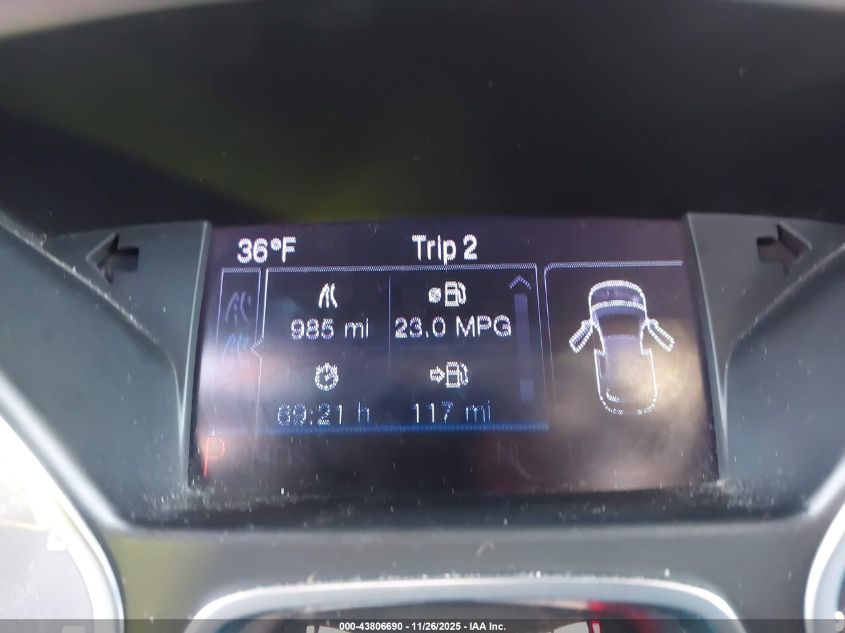 36°F Trip 2
985 mi 23.0 MPG
69:21 h 117 mi
P
000-43806690 - 11/26/2025 - IAA Inc.